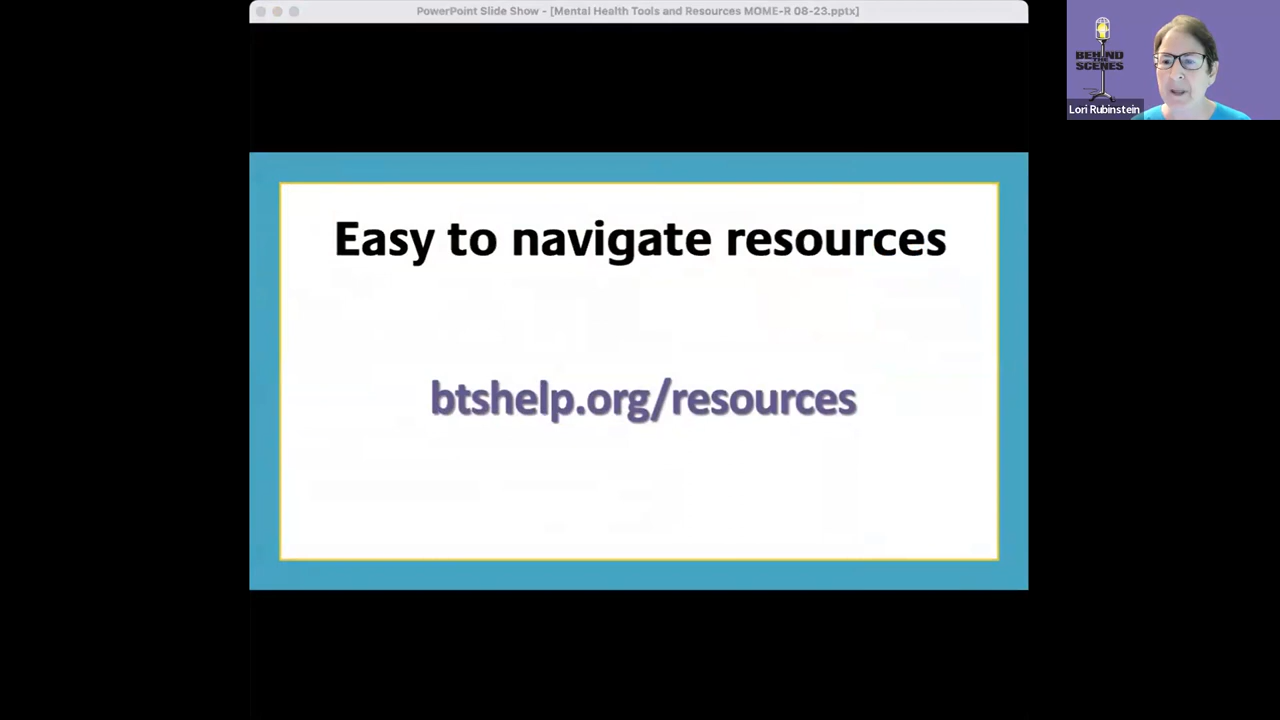 PowerPoint Slide Show - [Mental Health Tools and Resources MOME-R 08-23.pptx]
BEHIND
THE
SCENES
Lori Rubinstein
Easy to navigate resources
btshelp.org/resources